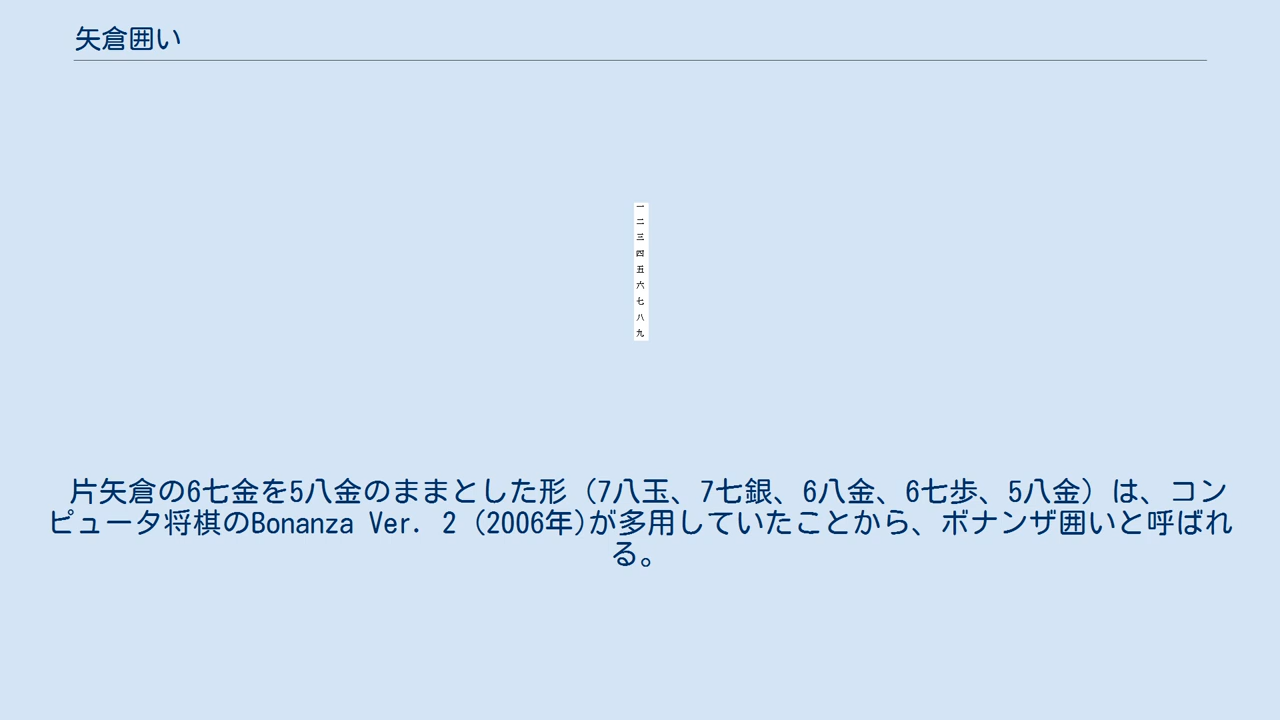 矢倉囲い
一
二
三
四
五
六
七
八
九
片矢倉の6七金を5八金のままとした形（7八玉、7七銀、6八金、6七歩、5八金）は、コン
ピュータ将棋のBonanza Ver. 2（2006年)が多用していたことから、ボナンザ囲いと呼ばれ
る。